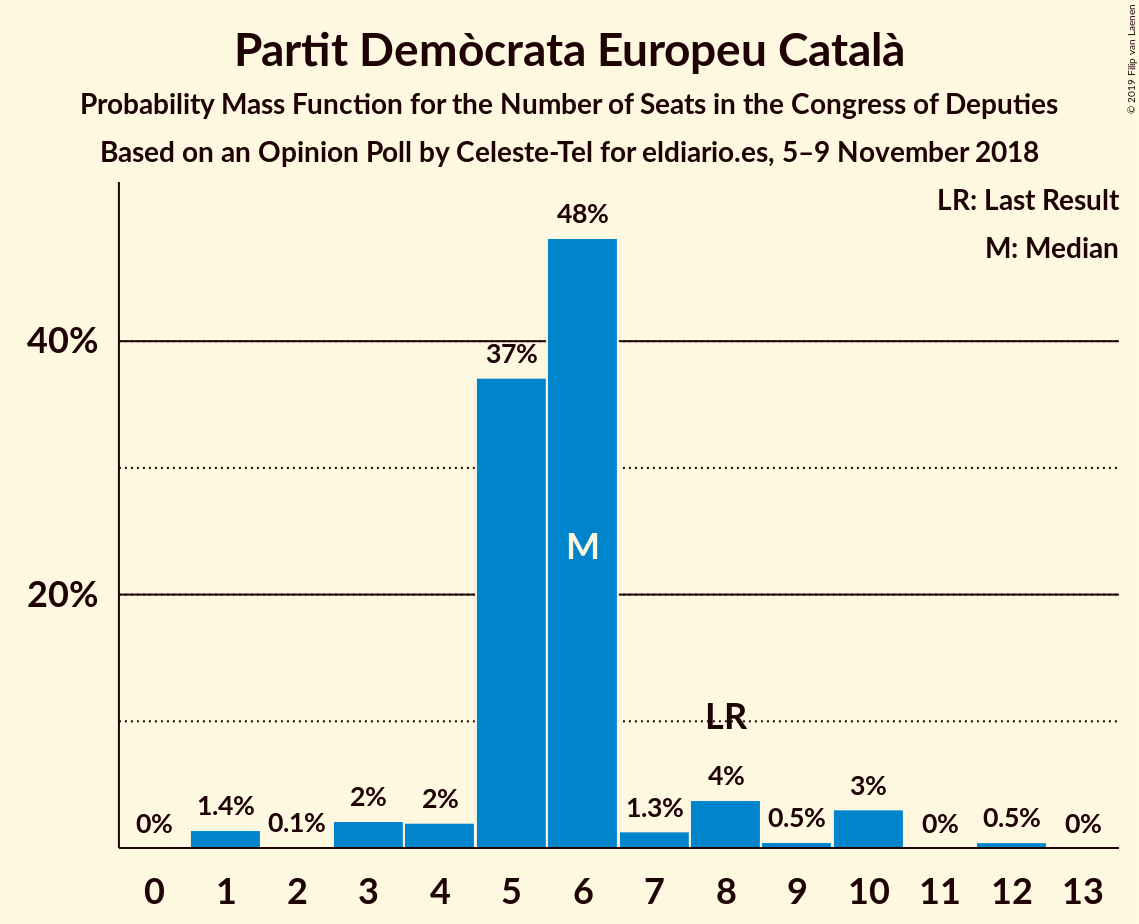 Partit Demòcrata Europeu Català
Probability Mass Function for the Number of Seats in the Congress of Deputies
Based on an Opinion Poll by Celeste-Tel for eldiario.es, 5–9 November 2018
© 2019 Filip van Laenen
LR: Last Result
M: Median
48%
40%
37%
M
20%
LR
4%
3%
2%
2%
1.4%
1.3%
0%
0.1%
0.5%
0%
0.5%
0%
0 1 2 3 4 5 6 7 8 9 10 11 12 13